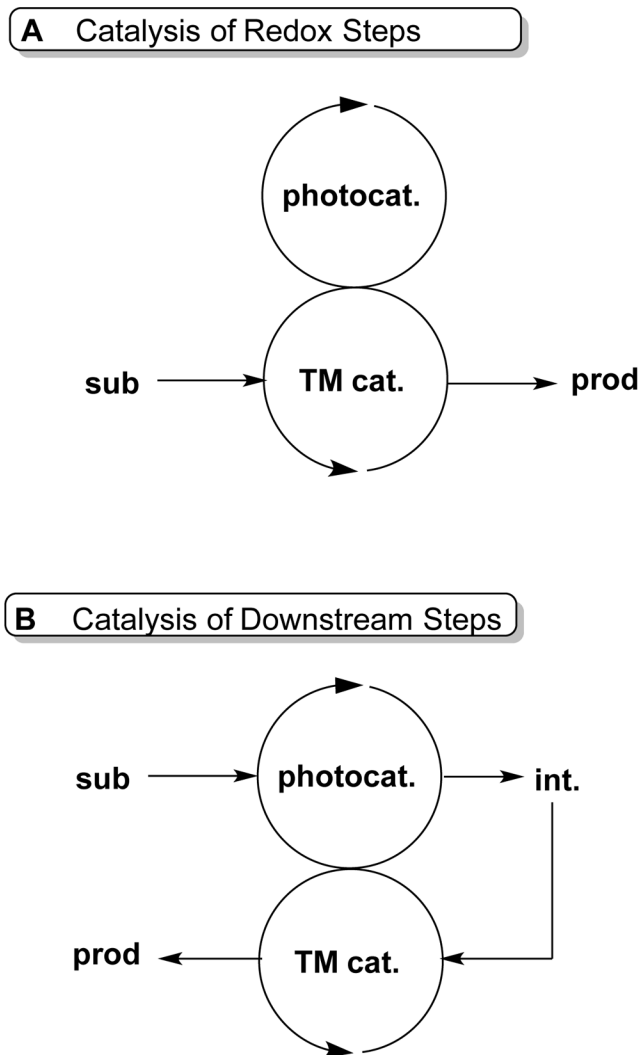 A Catalysis of Redox Steps
photocat.
sub TM cat. prod
B Catalysis of Downstream Steps
sub photocat. int.
prod TM cat.